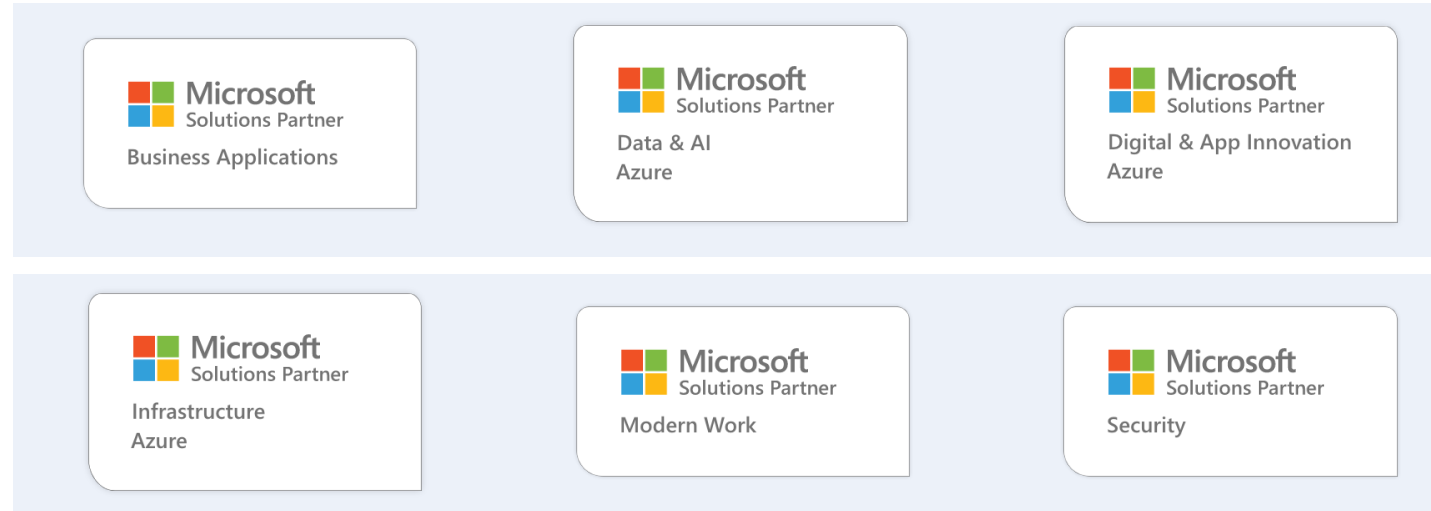 Microsoft
Solutions Partner
Business Applications
Microsoft
Solutions Partner
Data & AI
Azure
Microsoft
Solutions Partner
Digital & App Innovation
Azure
Microsoft
Solutions Partner
Infrastructure
Azure
Microsoft
Solutions Partner
Modern Work
Microsoft
Solutions Partner
Security